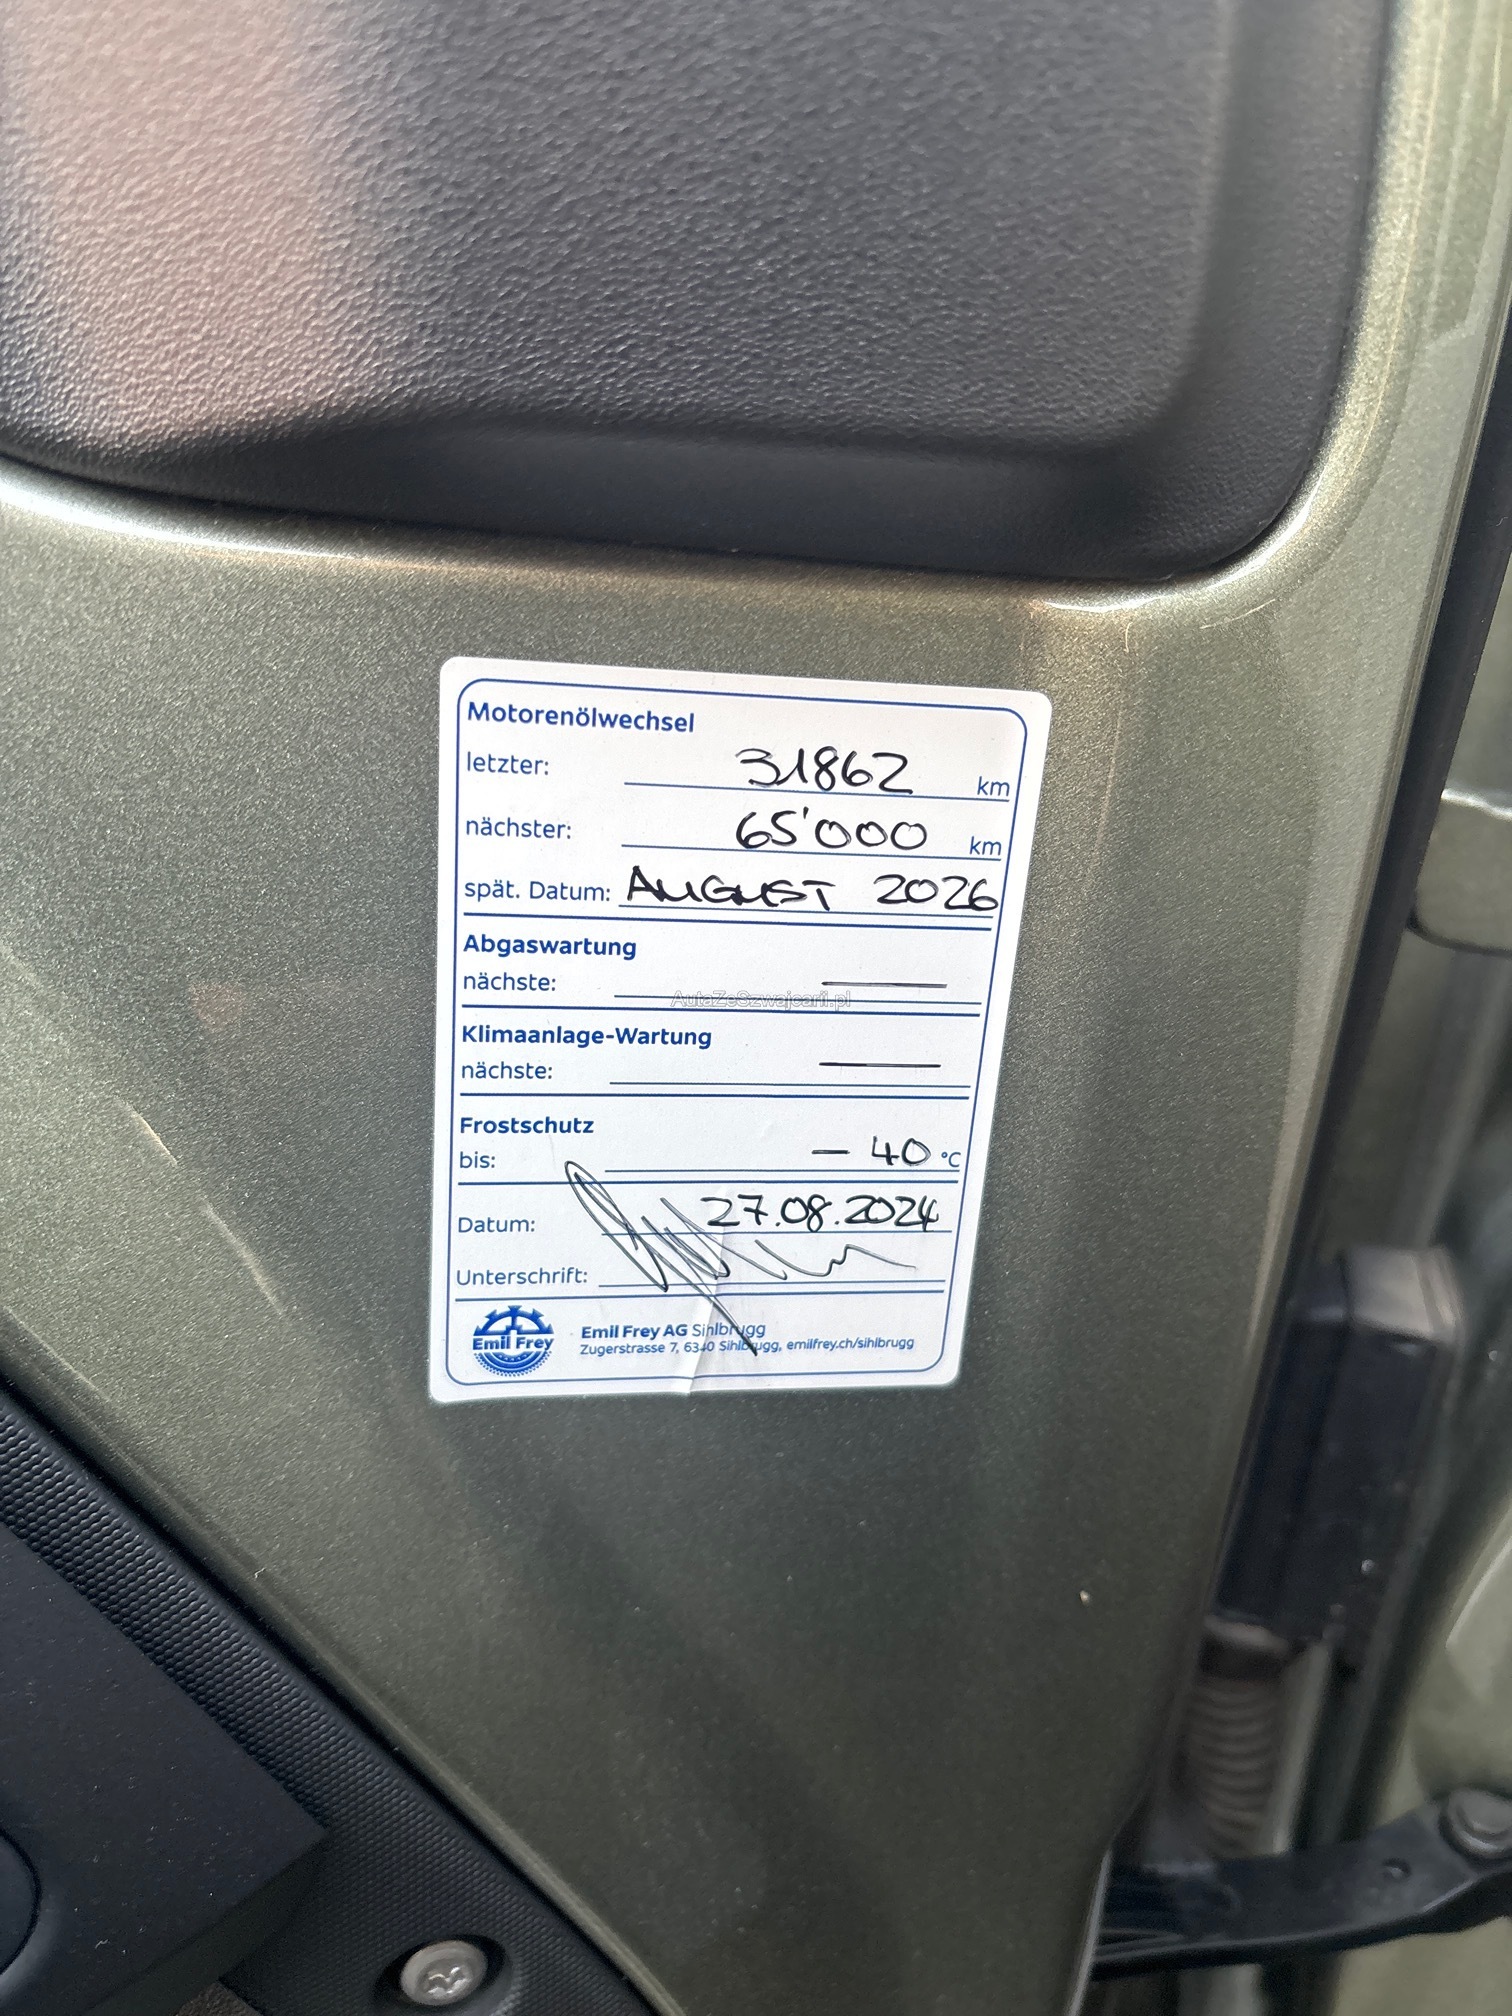 Motorenölwechsel
letzter: 31862 km
nächster: 65'000 km
spät. Datum: AUGUST 2026
Abgaswartung
nächste: —
AutaZeSzwajcarii.pl
Klimaanlage-Wartung
nächste: —
Frostschutz
bis: - 40 °C
Datum: 27.08.2024
Unterschrift:
Emil Frey
Emil Frey AG Sihlbrugg
Zugerstrasse 7, 6340 Sihlbrugg, emilfrey.ch/sihlbrugg